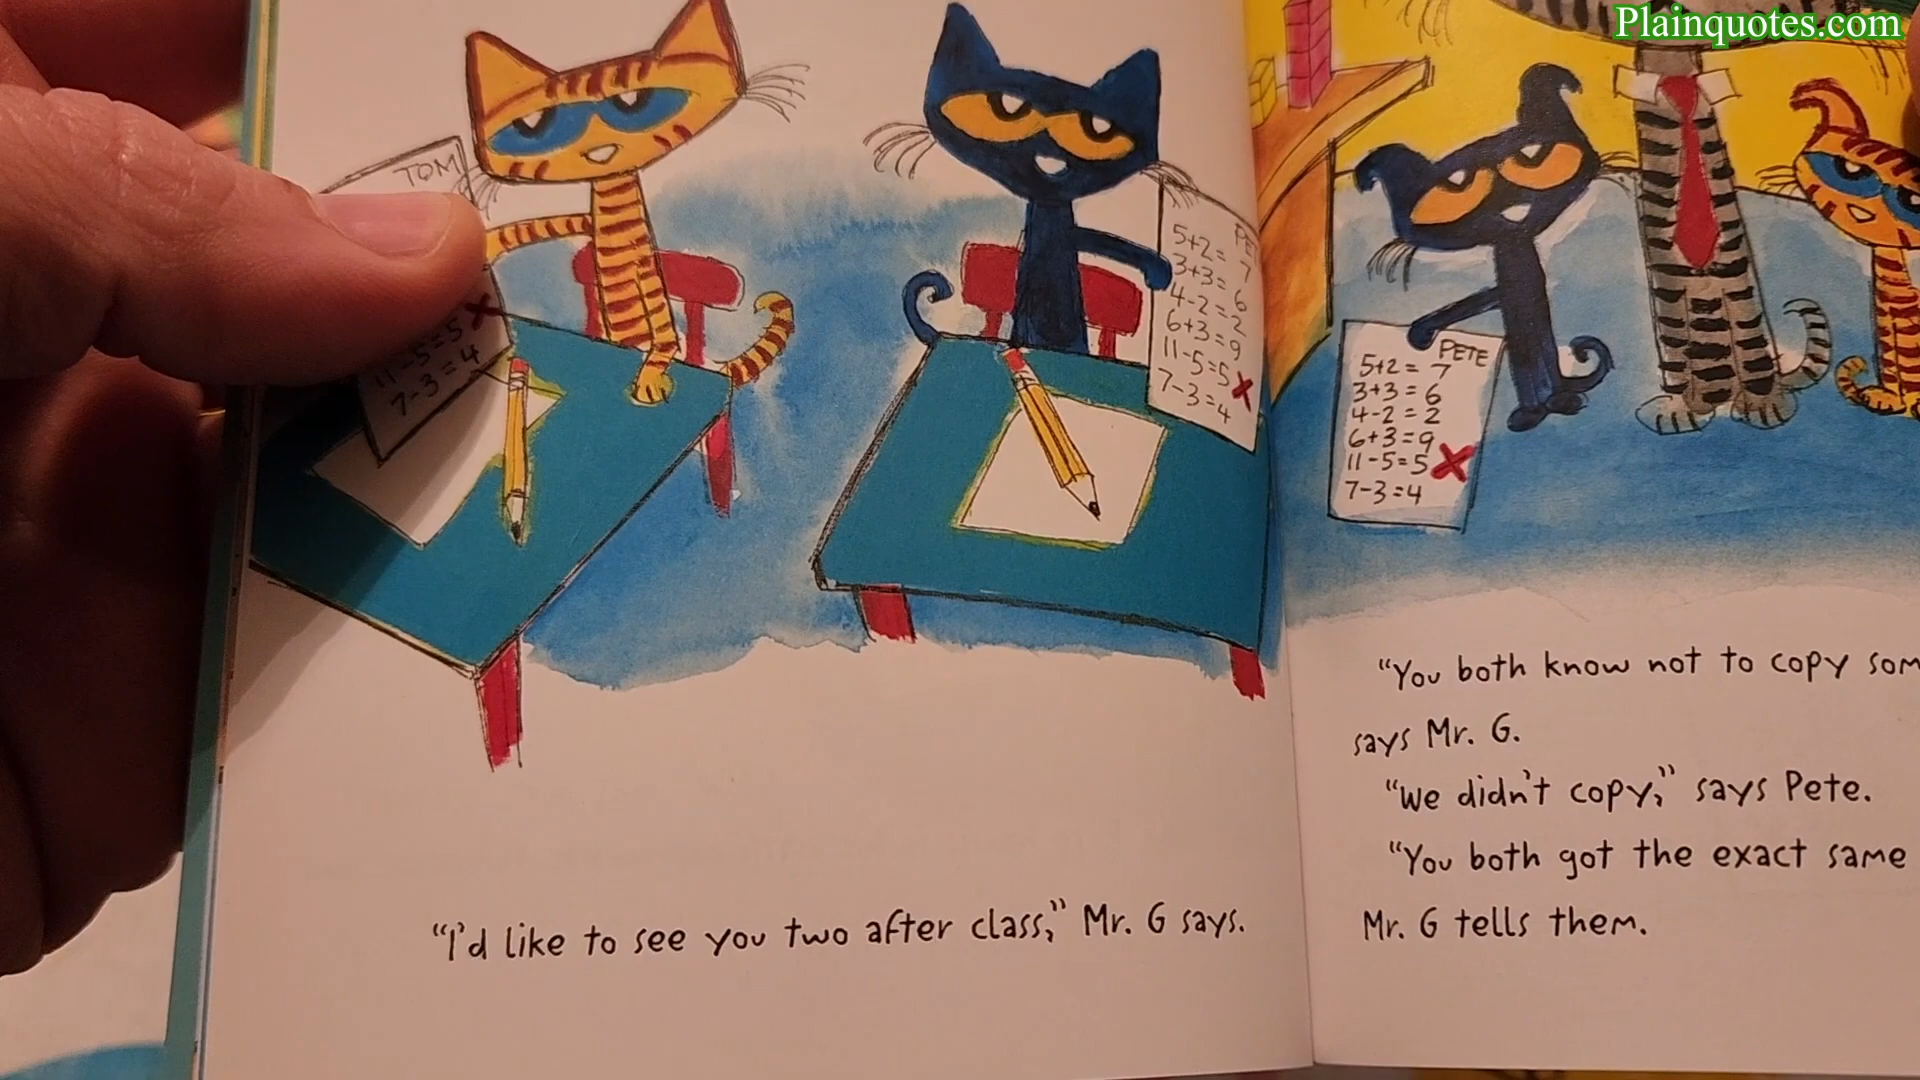 Plainquotes.com
TOM
11-5=5 X
7-3=4
5+2= 7
3+3= 6
4-2=2
6+3=9
11-5=5 X
7-3=4
PETE
5+2= 7
3+3=6
4-2=2
6+3=9
11-5=5 X
7-3=4
"I'd like to see you two after class," Mr. G says.
"You both know not to copy
says Mr. G.
"We didn't copy," says Pete.
"You both got the exact same
Mr. G tells them.